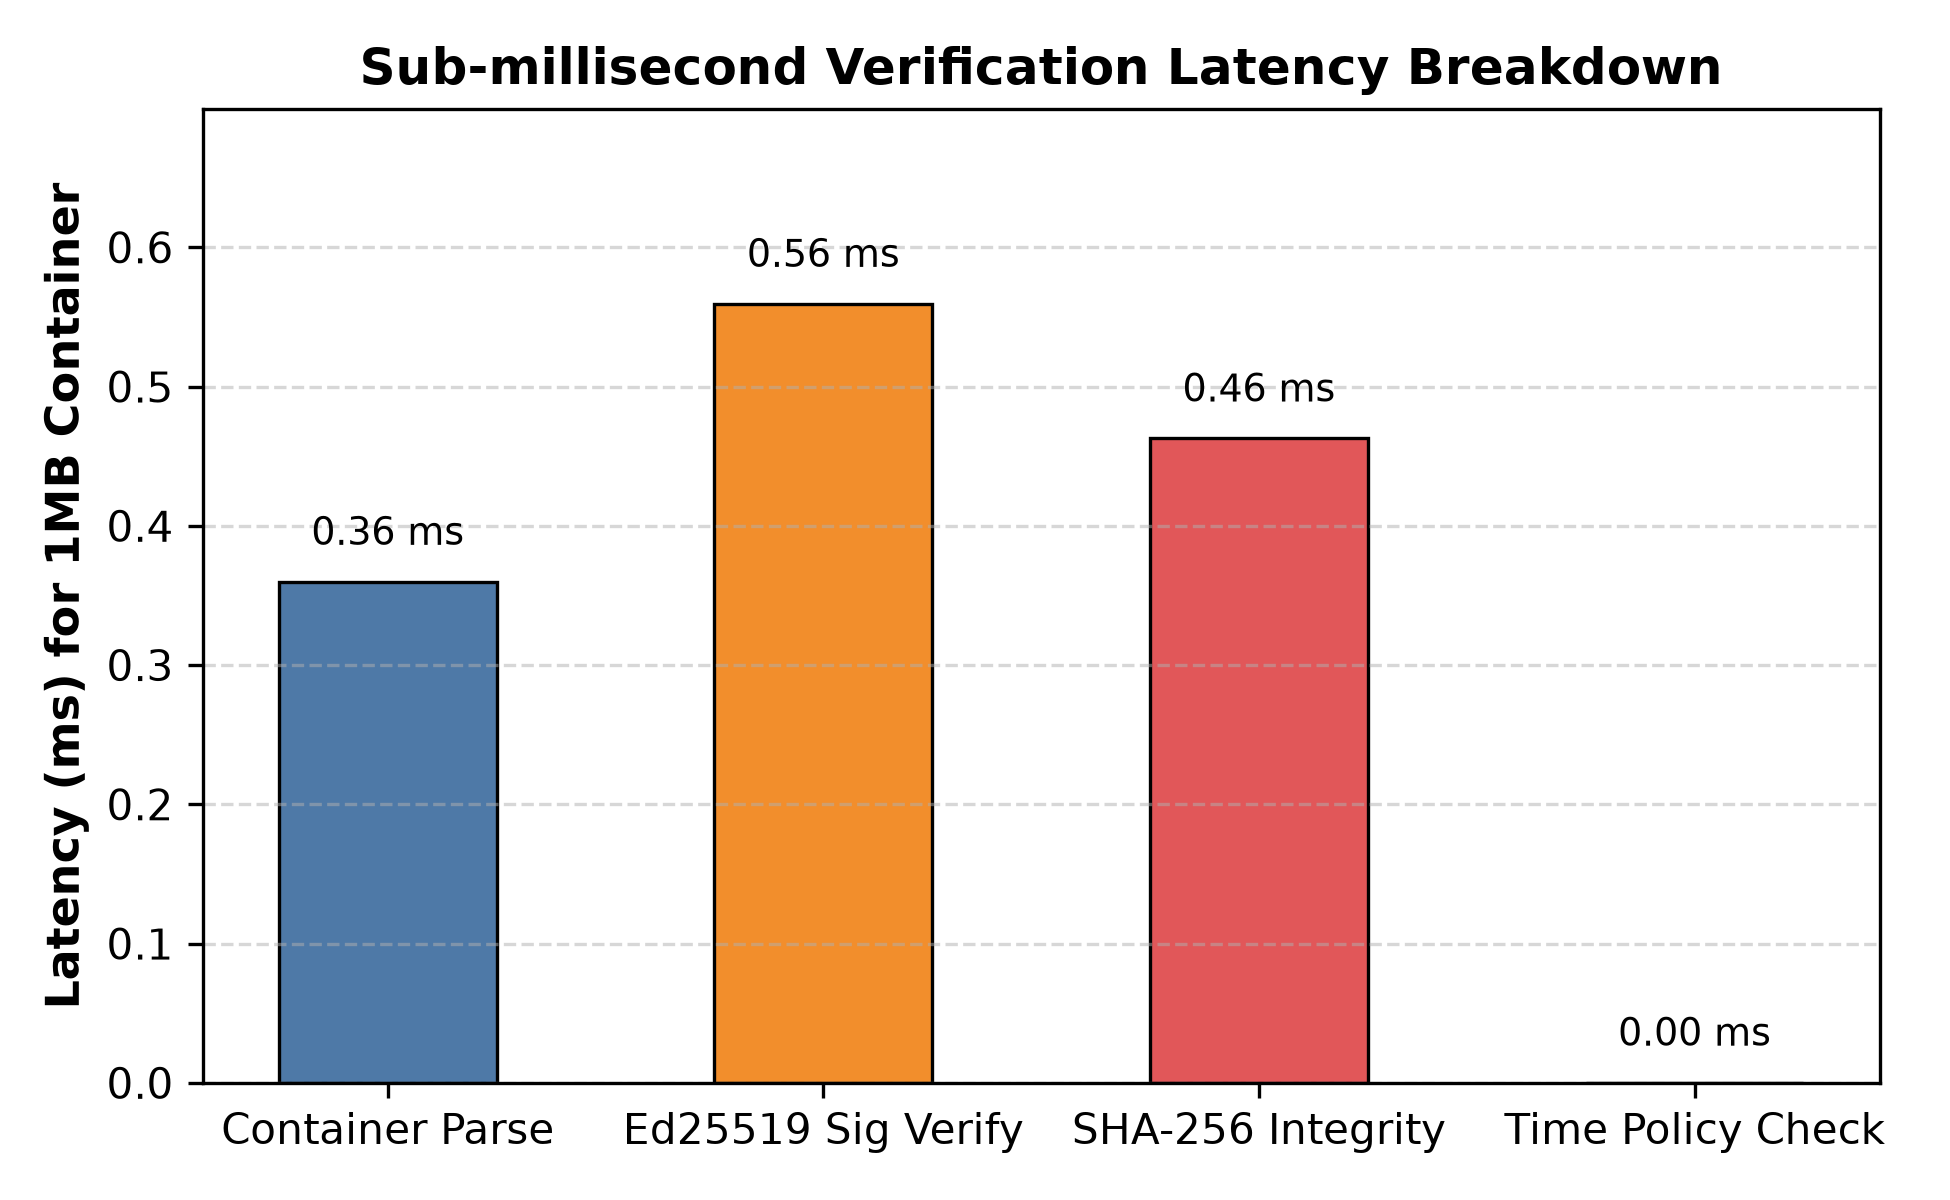 Sub-millisecond Verification Latency Breakdown
Latency (ms) for 1MB Container
0.6
0.5
0.4
0.3
0.2
0.1
0.0
0.36 ms
0.56 ms
0.46 ms
0.00 ms
Container Parse
Ed25519 Sig Verify
SHA-256 Integrity
Time Policy Check